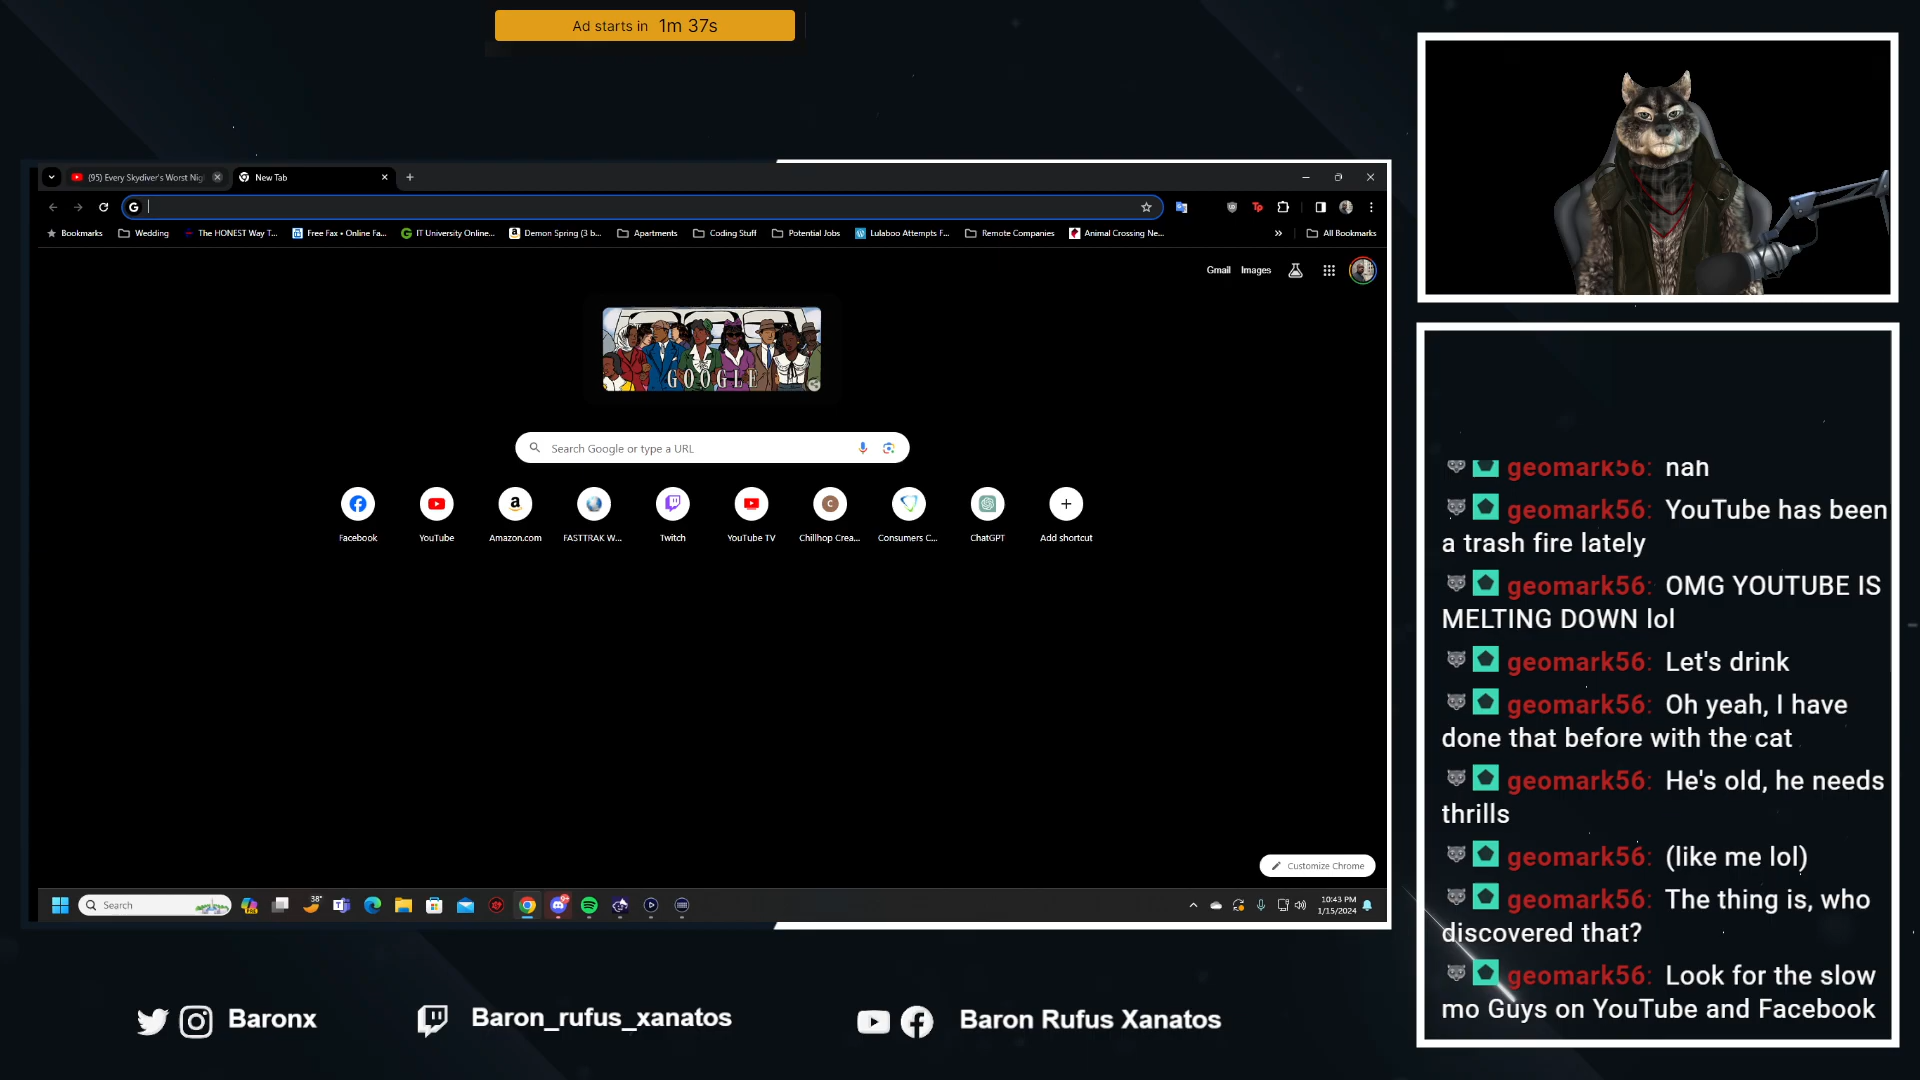 Ad starts in 1m 37s
(95) Every Skydiver's Worst Nig
New Tab
Bookmarks
Wedding
The HONEST Way T...
Free Fax • Online Fa...
IT University Online...
Demon Spring (3 b...
Apartments
Coding Stuff
Potential Jobs
Lulaboo Attempts F...
Remote Companies
Animal Crossing Ne...
All Bookmarks
Gmail
Images
GOOGLE
Search Google or type a URL
Facebook
YouTube
Amazon.com
FASTTRAK W...
Twitch
YouTube TV
Chillhop Crea...
Consumers C...
ChatGPT
Add shortcut
Customize Chrome
Search
38°
10:43 PM
1/15/2024
geomark56: nah
geomark56: YouTube has been
a trash fire lately
geomark56: OMG YOUTUBE IS
MELTING DOWN lol
geomark56: Let's drink
geomark56: Oh yeah, I have
done that before with the cat
geomark56: He's old, he needs
thrills
geomark56: (like me lol)
geomark56: The thing is, who
discovered that?
geomark56: Look for the slow
mo Guys on YouTube and Facebook
Baronx
Baron_rufus_xanatos
Baron Rufus Xanatos